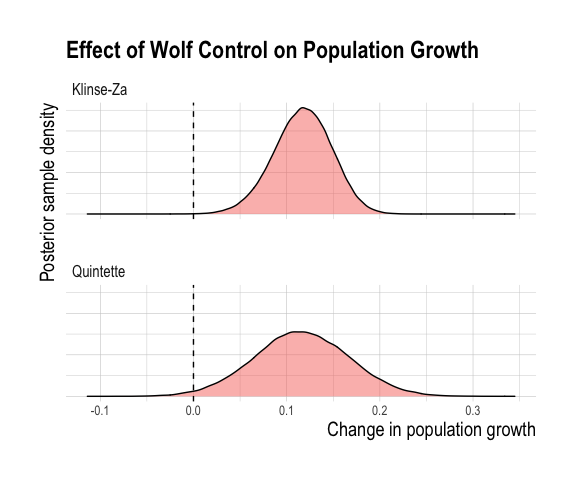 Effect of Wolf Control on Population Growth
Klinse-Za
Posterior sample density
Quintette
-0.1 0.0 0.1 0.2 0.3
Change in population growth